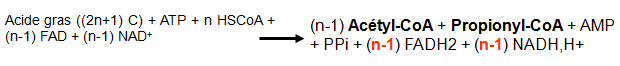 Acide gras ((2n+1) C) + ATP + n HSCoA +
(n-1) FAD + (n-1) NAD⁺
(n-1) Acétyl-CoA + Propionyl-CoA + AMP
+ PPi + (n-1) FADH2 + (n-1) NADH,H+